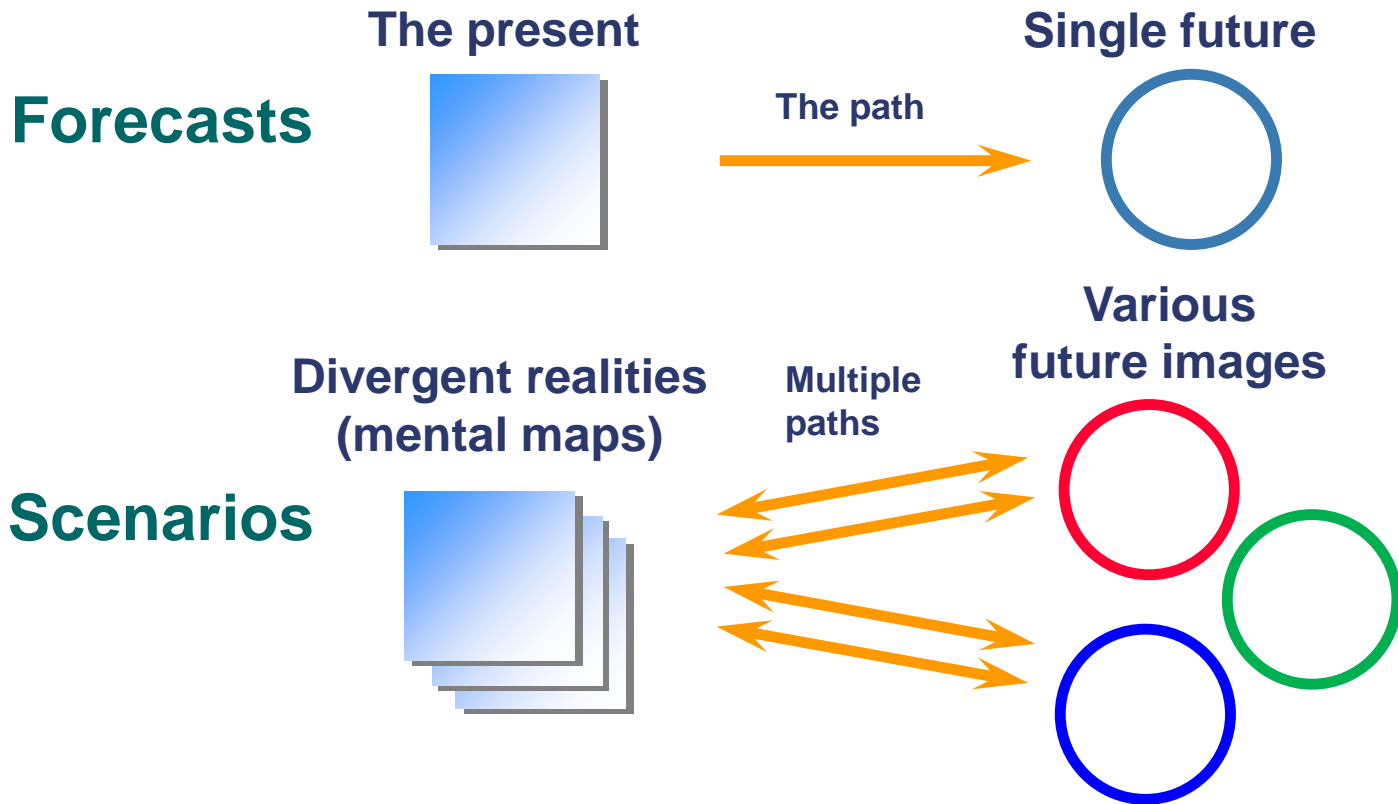 The present
Single future
Forecasts
The path
Various
future images
Divergent realities
(mental maps)
Multiple
paths
Scenarios